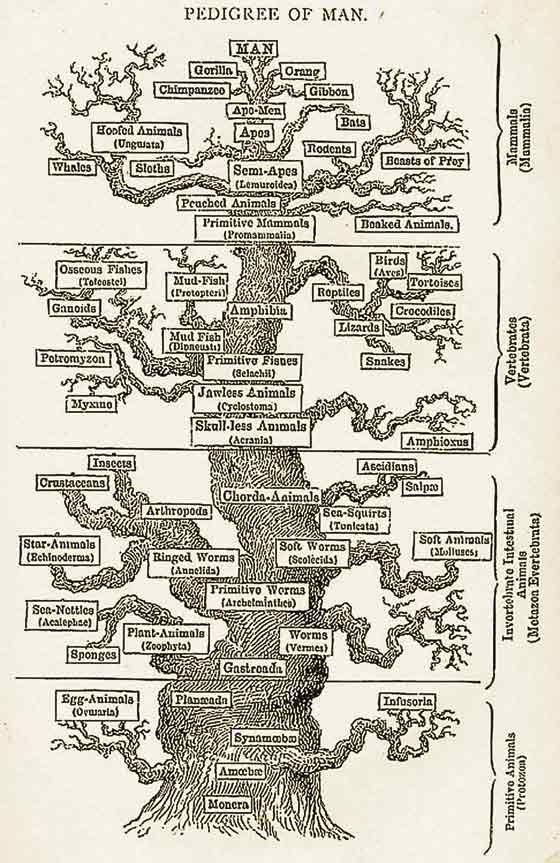 PEDIGREE OF MAN.
MAN
Gorilla
Orang
Chimpanzee
Gibbon
Ape-Men
Bats
Hoofed Animals
(Ungulata)
Apes
Rodents
Whales
Sloths
Semi-Apes
(Lemuroidea)
Beasts of Prey
Pouched Animals
Primitive Mammals
(Promammalia)
Beaked Animals.
Mammals
(Mammalia)
Osseous Fishes
(Teleostei)
Mud-Fish
(Protopteri)
Birds
(Aves)
Tortoises
Reptiles
Ganoids
Amphibia
Crocodiles
Lizards
Mud Fish
(Dipneusti)
Petromyzon
Primitive Fishes
(Selachii)
Snakes
Jawless Animals
(Cyclostoma)
Myxine
Skull-less Animals
(Acrania)
Amphioxus
Vertebrates
(Vertebrata)
Insects
Ascidians
Crustaceans
Salpæ
Chorda-Animals
Arthropods
Sea-Squirts
(Tunicata)
Star-Animals
(Echinoderma)
Ringed Worms
(Annelida)
Soft Worms
(Scolecida)
Soft Animals
(Molluscs)
Primitive Worms
(Archelminthes)
Sea-Nettles
(Acalephae)
Plant-Animals
(Zoophyta)
Worms
(Vermes)
Sponges
Gastreada
Invertebrate Intestinal
Animals
(Metazoa Evertebrata)
Egg-Animals
(Ovularia)
Planæada
Infusoria
Synamœbæ
Amœbæ
Monera
Primitive Animals
(Protozoa)